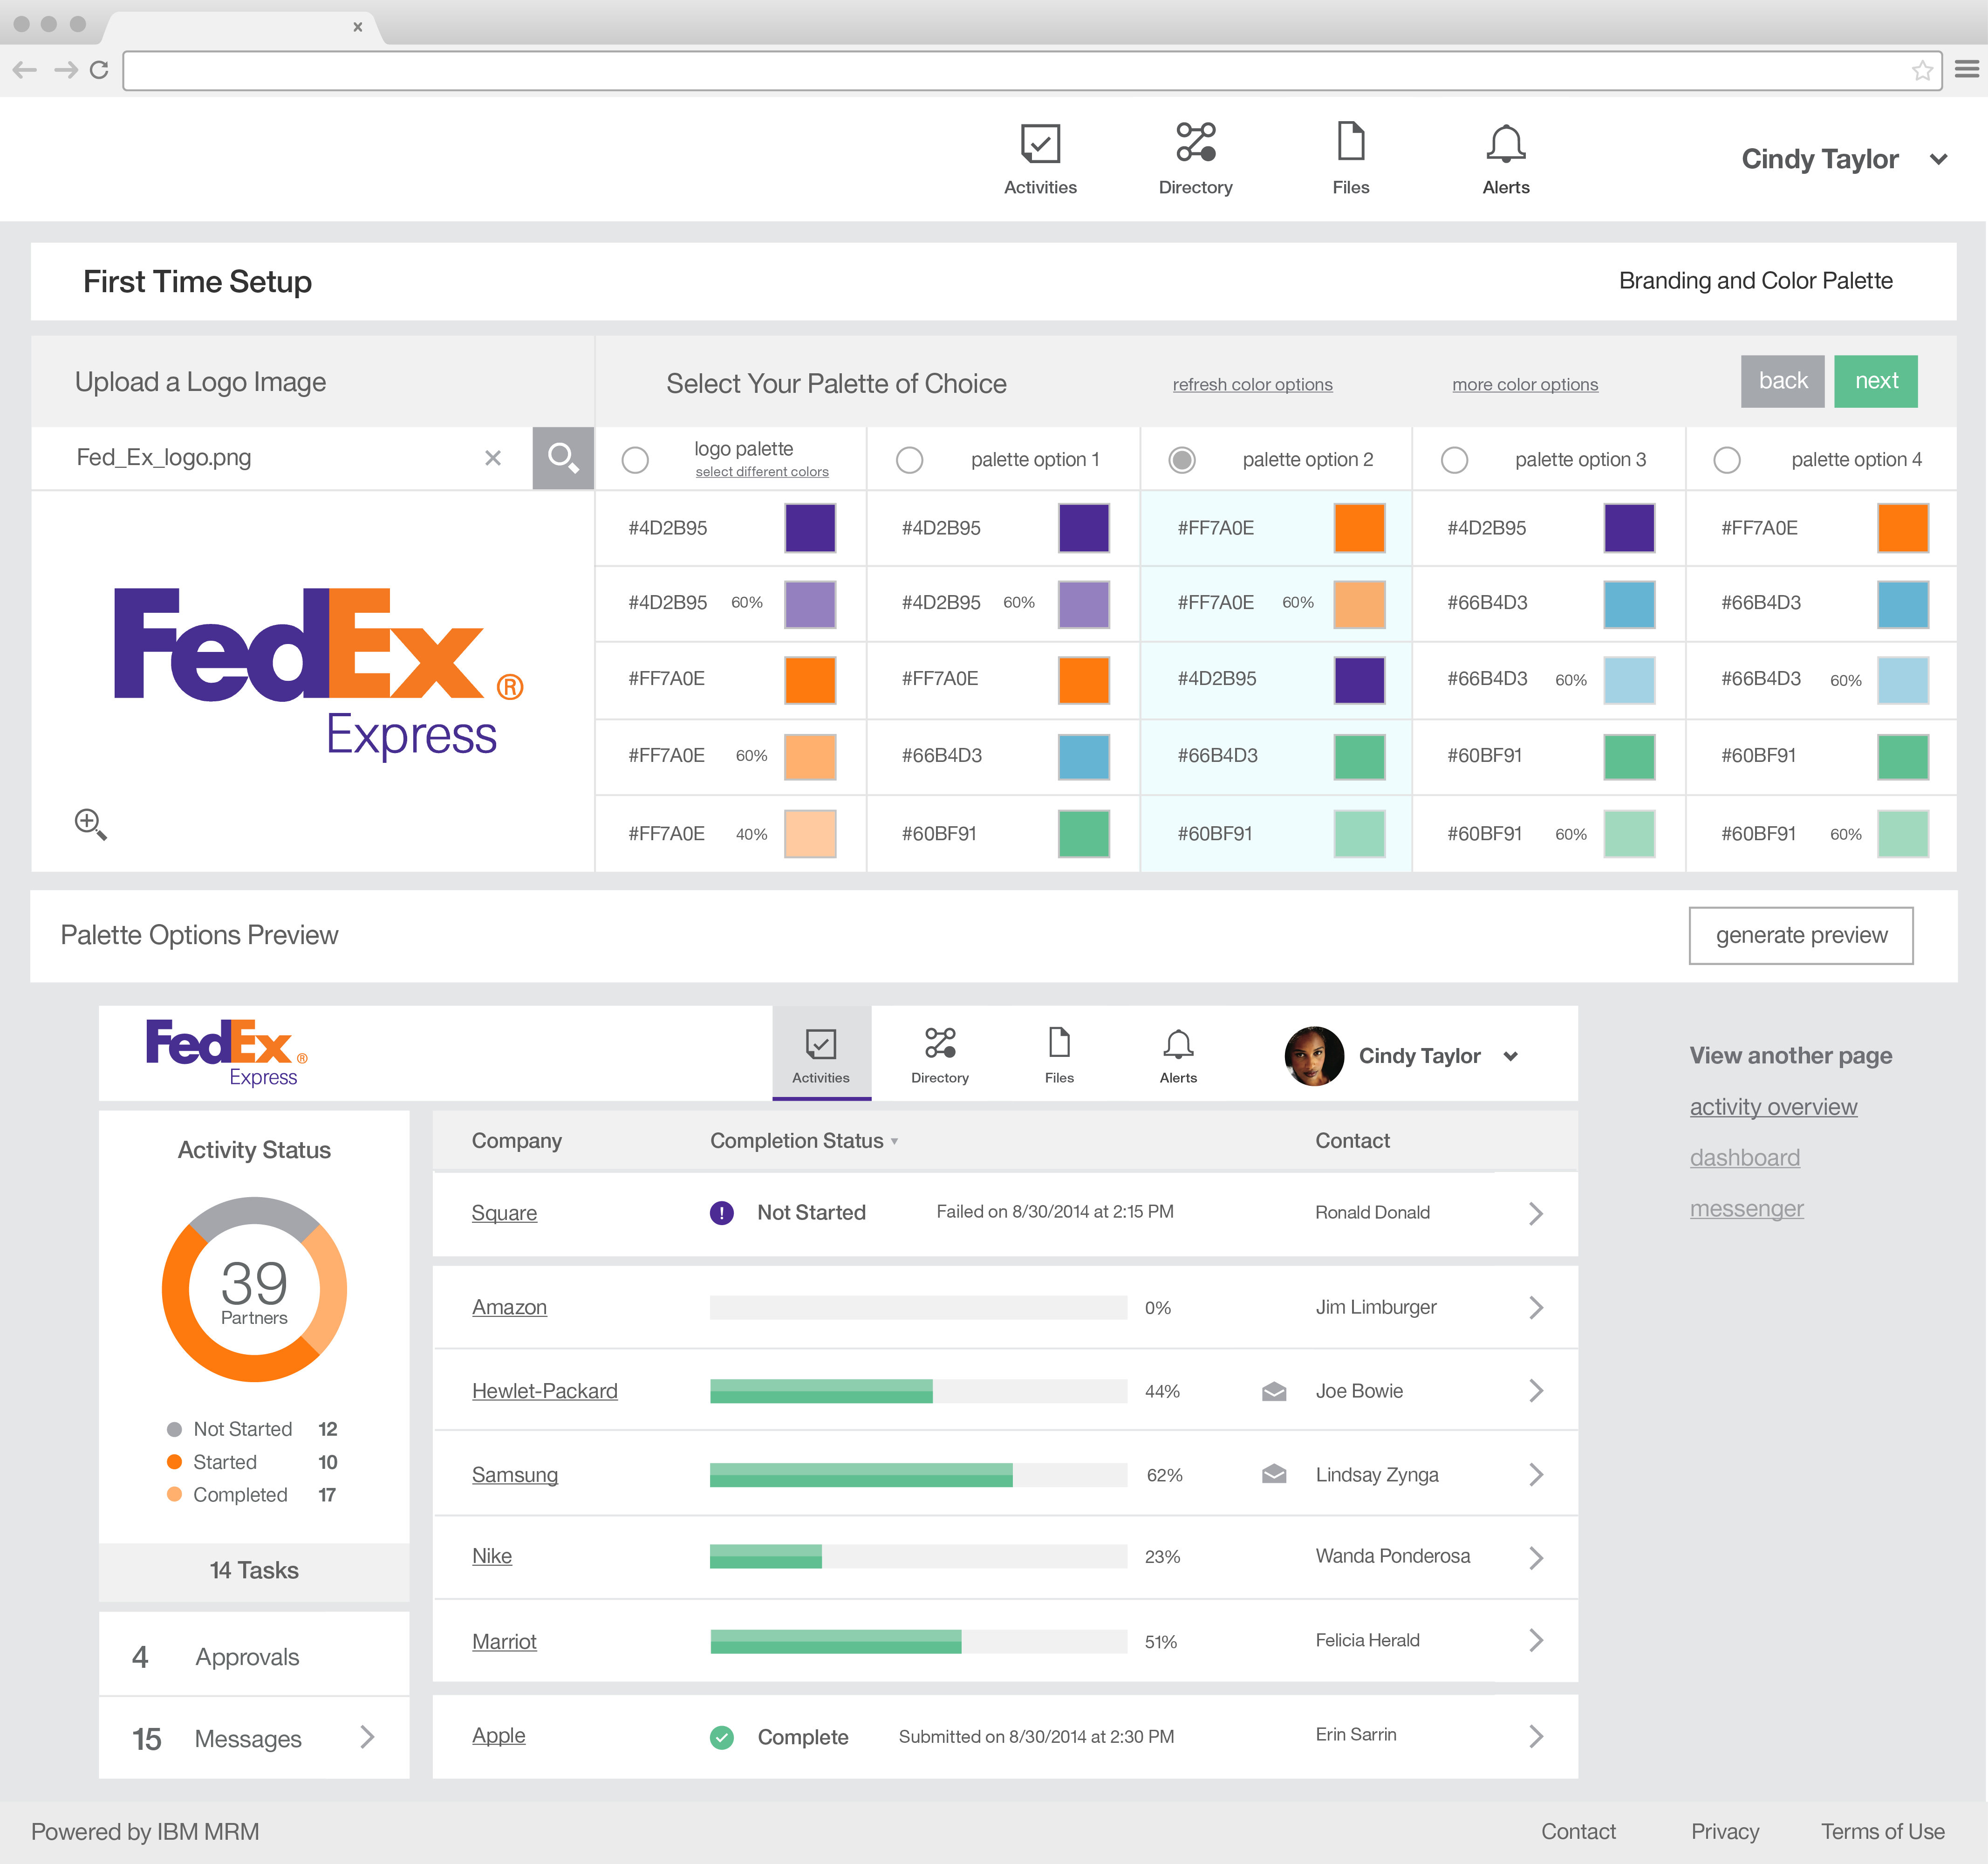 Activities
Directory
Files
Alerts
Cindy Taylor
First Time Setup
Branding and Color Palette
Upload a Logo Image
Select Your Palette of Choice
refresh color options
more color options
back
next
Fed_Ex_logo.png
logo palette
select different colors
palette option 1
palette option 2
palette option 3
palette option 4
#4D2B95
#4D2B95
#FF7A0E
#4D2B95
#FF7A0E
#4D2B95 60%
#4D2B95 60%
#FF7A0E 60%
#66B4D3
#66B4D3
#FF7A0E
#FF7A0E
#4D2B95
#66B4D3 60%
#66B4D3 60%
#FF7A0E 60%
#66B4D3
#66B4D3
#60BF91
#60BF91
#FF7A0E 40%
#60BF91
#60BF91
#60BF91 60%
#60BF91 60%
FedEx®
Express
Palette Options Preview
generate preview
FedEx®
Express
Activities
Directory
Files
Alerts
Cindy Taylor
View another page
activity overview
dashboard
messenger
Activity Status
39
Partners
Not Started 12
Started 10
Completed 17
14 Tasks
4 Approvals
15 Messages
Company Completion Status Contact
Square ! Not Started Failed on 8/30/2014 at 2:15 PM Ronald Donald
Amazon 0% Jim Limburger
Hewlet-Packard 44% Joe Bowie
Samsung 62% Lindsay Zynga
Nike 23% Wanda Ponderosa
Marriot 51% Felicia Herald
Apple Complete Submitted on 8/30/2014 at 2:30 PM Erin Sarrin
Powered by IBM MRM
Contact
Privacy
Terms of Use